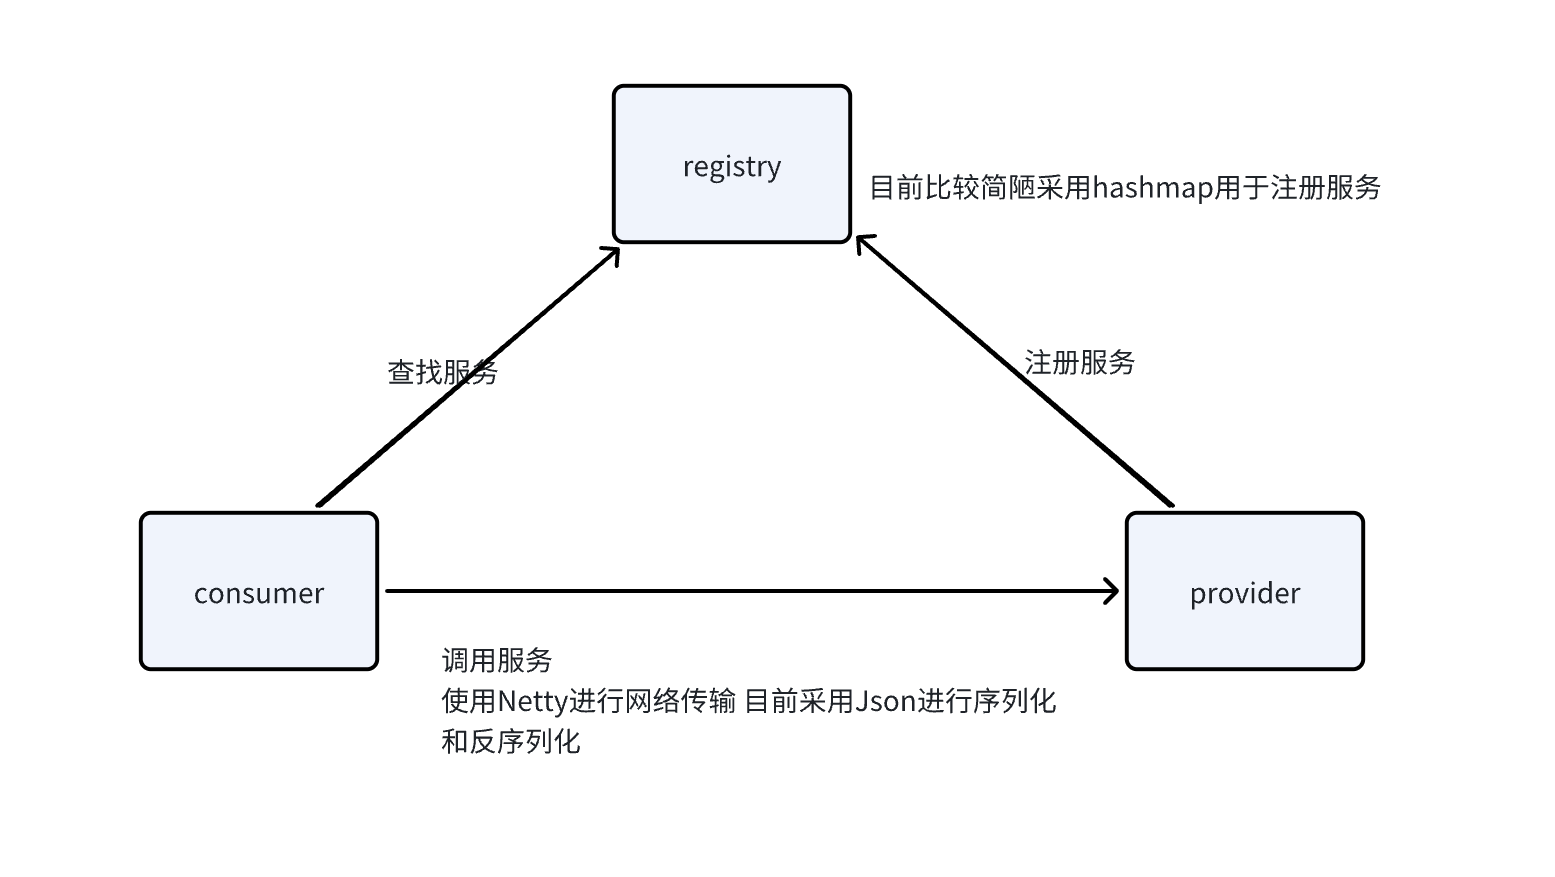 registry
目前比较简陋采用hashmap用于注册服务
查找服务
注册服务
consumer
provider
调用服务
使用Netty进行网络传输 目前采用Json进行序列化
和反序列化